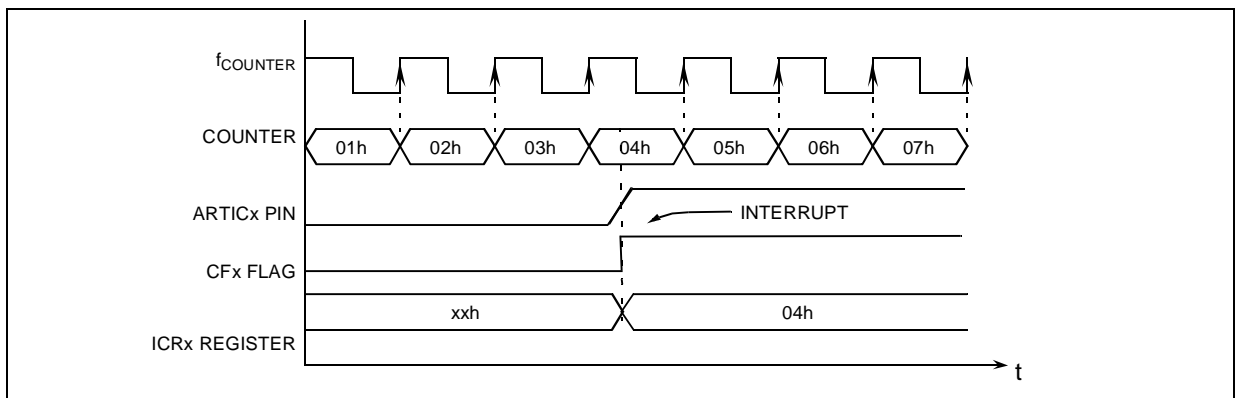 fCOUNTER
COUNTER
01h 02h 03h 04h 05h 06h 07h
ARTICx PIN
INTERRUPT
CFx FLAG
xxh 04h
ICRx REGISTER
t